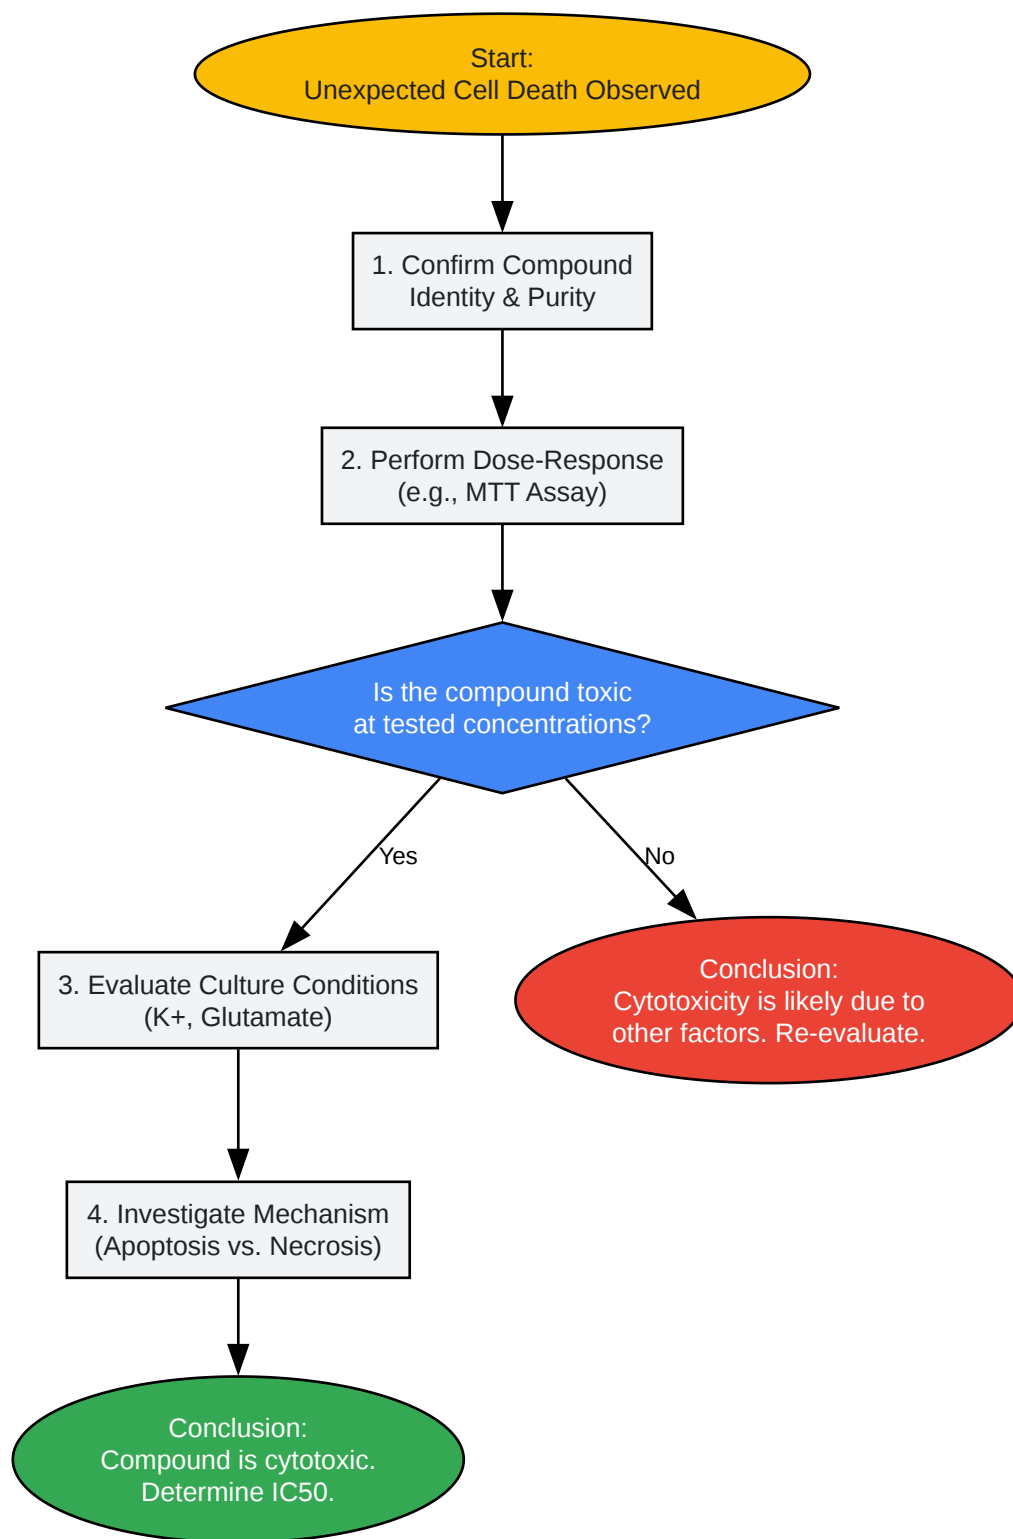 Start:
Unexpected Cell Death Observed
1. Confirm Compound
Identity & Purity
2. Perform Dose-Response
(e.g., MTT Assay)
Is the compound toxic
at tested concentrations?
Yes
No
3. Evaluate Culture Conditions
(K+, Glutamate)
Conclusion:
Cytotoxicity is likely due to
other factors. Re-evaluate.
4. Investigate Mechanism
(Apoptosis vs. Necrosis)
Conclusion:
Compound is cytotoxic.
Determine IC50.